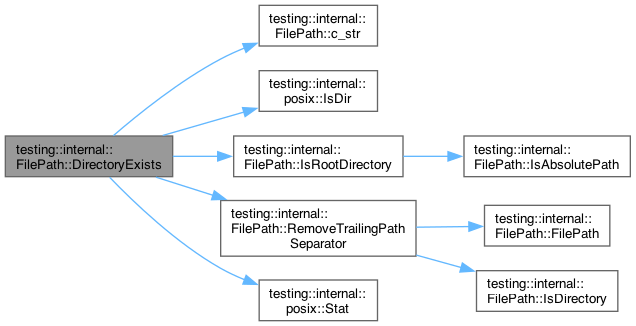 testing::internal::
FilePath::DirectoryExists
testing::internal::
FilePath::c_str
testing::internal::
posix::IsDir
testing::internal::
FilePath::IsRootDirectory
testing::internal::
FilePath::IsAbsolutePath
testing::internal::
FilePath::RemoveTrailingPath
Separator
testing::internal::
FilePath::FilePath
testing::internal::
FilePath::IsDirectory
testing::internal::
posix::Stat